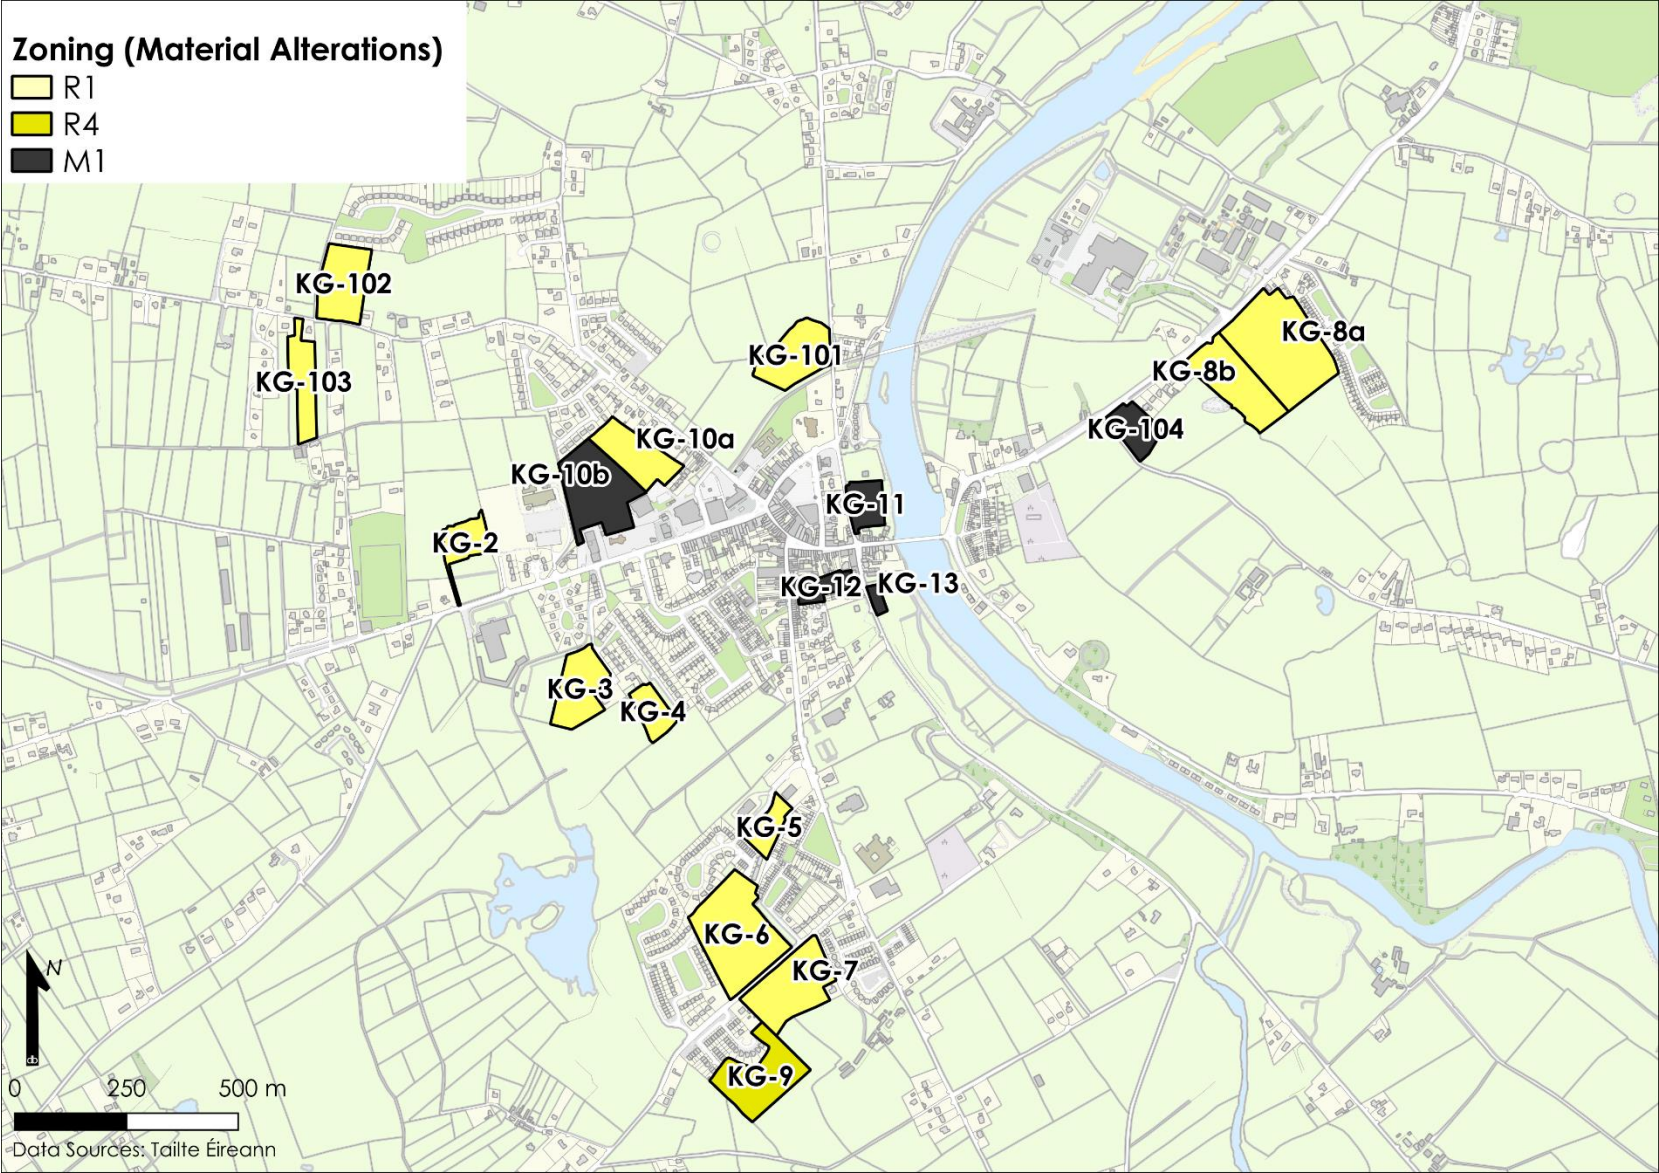 Zoning (Material Alterations)
R1
R4
M1
KG-102
KG-8a
KG-101
KG-8b
KG-103
KG-104
KG-10a
KG-10b
KG-11
KG-2
KG-12
KG-13
KG-3
KG-4
KG-5
KG-6
KG-7
N
db
KG-9
0 250 500 m
Data Sources: Tailte Éireann